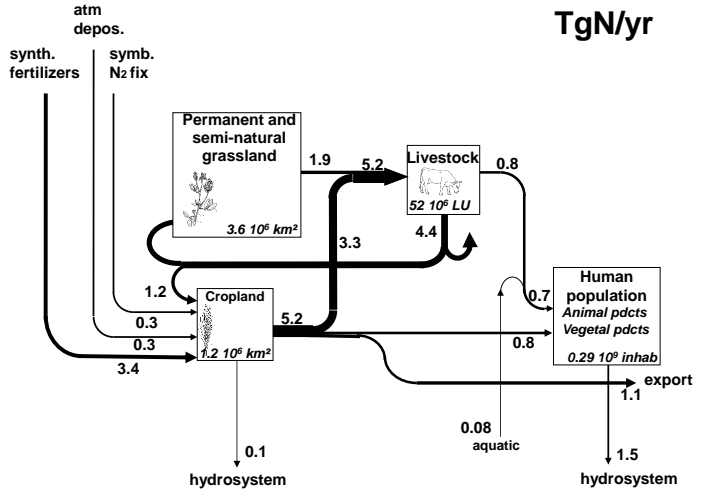 TgN/yr
atm
depos.
synth.
fertilizers
symb.
N2 fix
Permanent and
semi-natural
grassland
3.6 10⁶ km²
1.9
5.2
Livestock
52 10⁶ LU
0.8
4.4
3.3
1.2
Cropland
1.2 10⁶ km²
5.2
0.3
0.3
3.4
0.7
Human
population
Animal pdcts
Vegetal pdcts
0.29 10⁹ inhab
0.8
export
1.1
0.08
aquatic
0.1
hydrosystem
1.5
hydrosystem